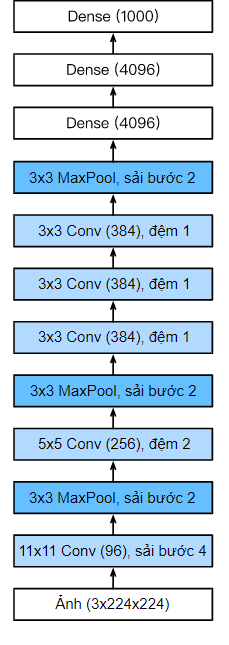 Dense (1000)
Dense (4096)
Dense (4096)
3x3 MaxPool, sải bước 2
3x3 Conv (384), đệm 1
3x3 Conv (384), đệm 1
3x3 Conv (384), đệm 1
3x3 MaxPool, sải bước 2
5x5 Conv (256), đệm 2
3x3 MaxPool, sải bước 2
11x11 Conv (96), sải bước 4
Ảnh (3x224x224)